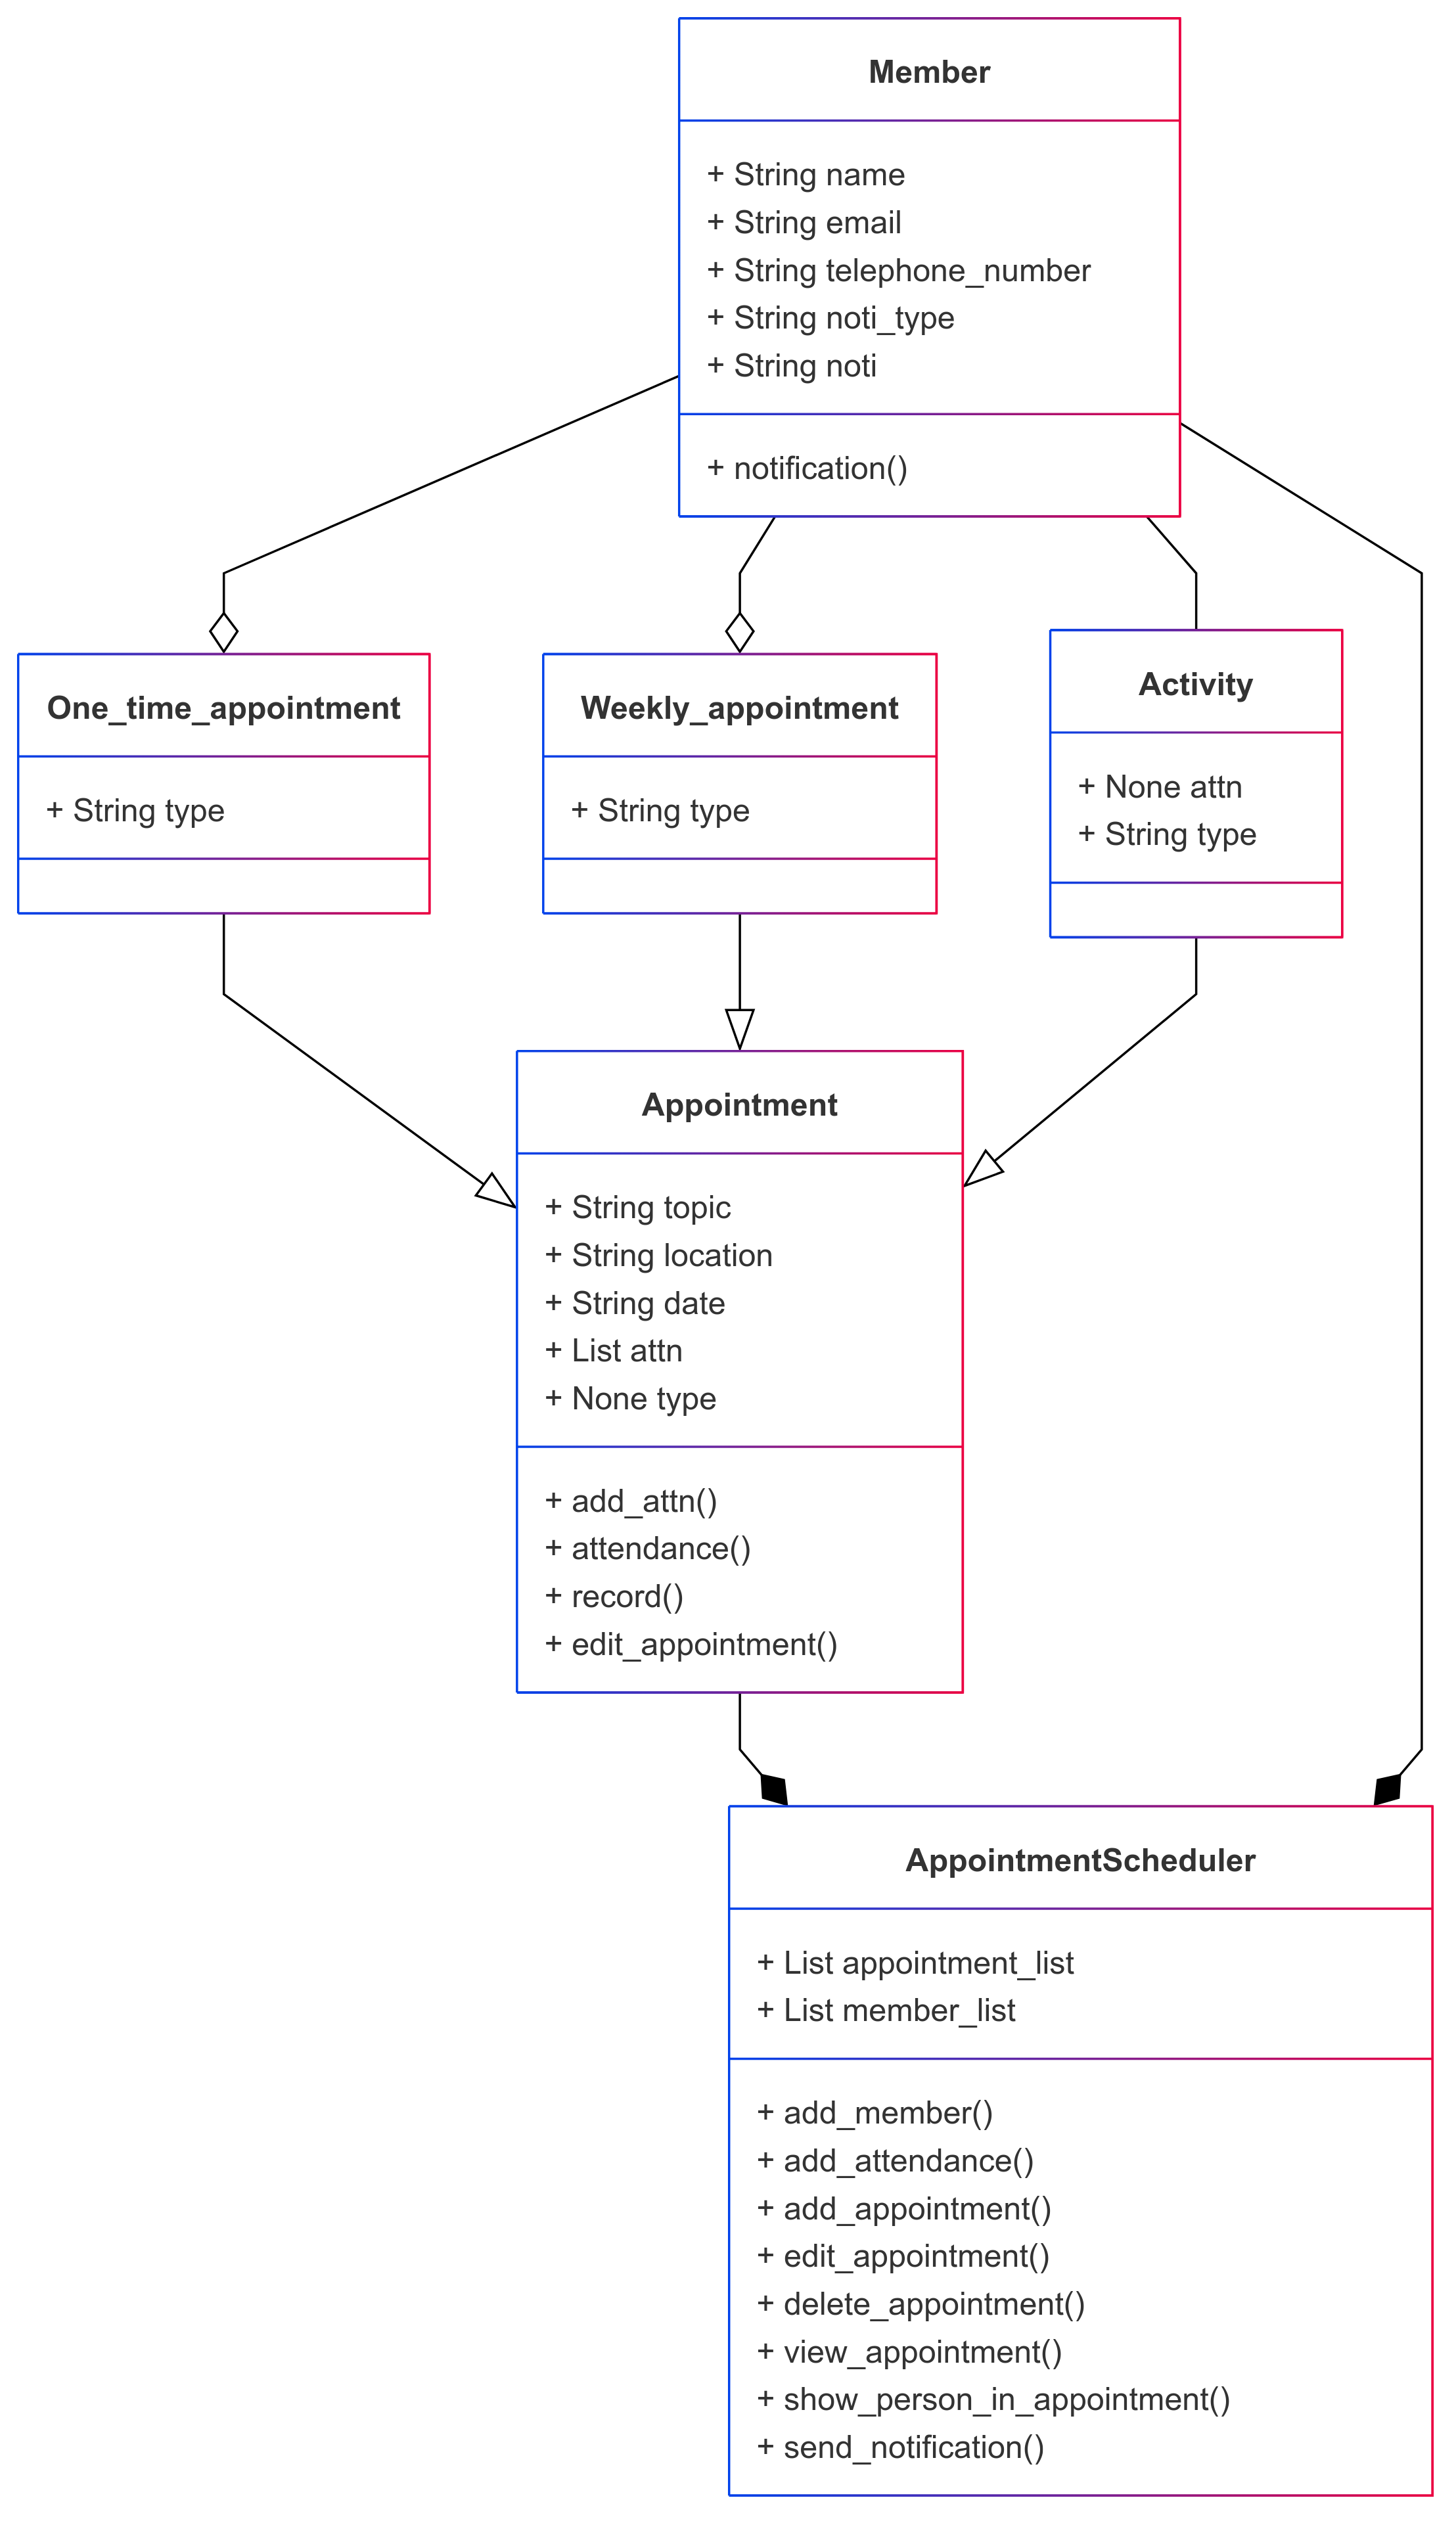 Member
+ String name
+ String email
+ String telephone_number
+ String noti_type
+ String noti
+ notification()
One_time_appointment
+ String type
Weekly_appointment
+ String type
Activity
+ None attn
+ String type
Appointment
+ String topic
+ String location
+ String date
+ List attn
+ None type
+ add_attn()
+ attendance()
+ record()
+ edit_appointment()
AppointmentScheduler
+ List appointment_list
+ List member_list
+ add_member()
+ add_attendance()
+ add_appointment()
+ edit_appointment()
+ delete_appointment()
+ view_appointment()
+ show_person_in_appointment()
+ send_notification()